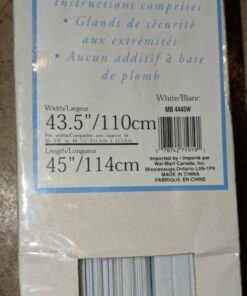 Instructions comprises
• Glands de sécurité
aux extrémités
• Aucun additif à base
de plomb
White/Blanc
MB 4445W
Width/Largeur
43.5"/110cm
Length/Longueur
45"/114cm
Imported by / Importé par
Wal-Mart Canada Inc.
Mississauga, Ontario L5N-1P9
MADE IN CHINA
FABRIQUÉ EN CHINE